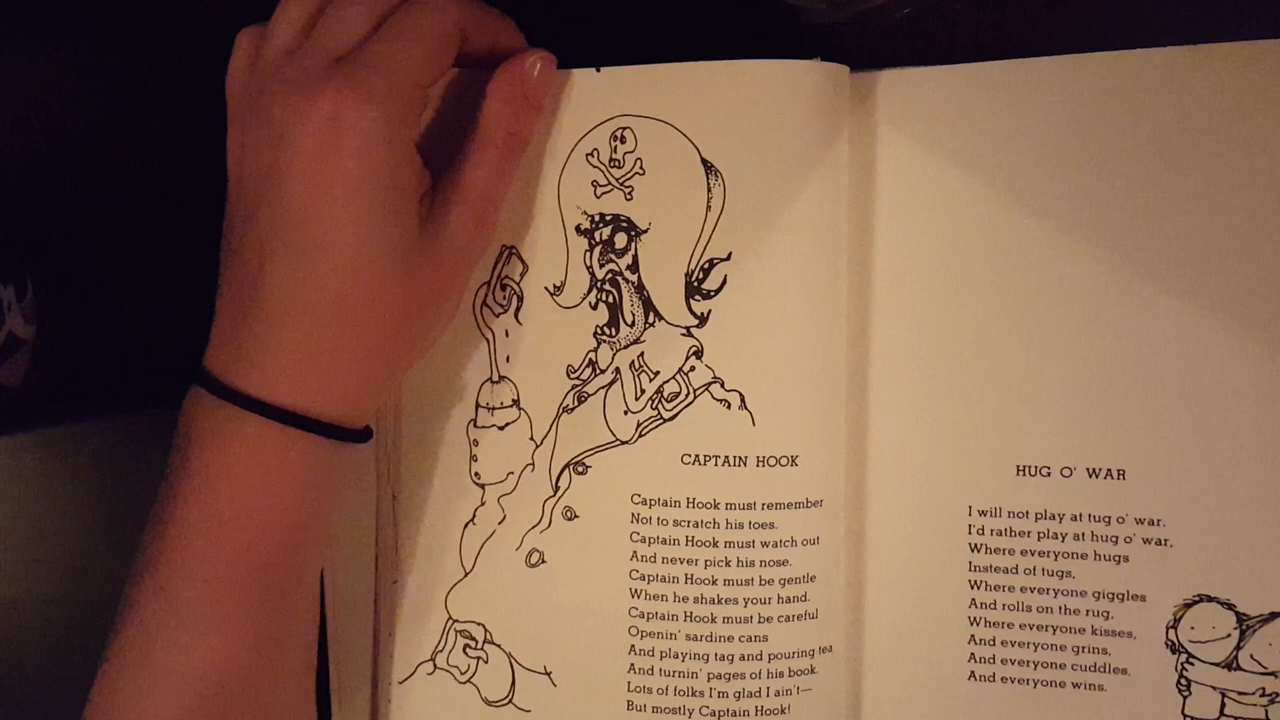 H
CAPTAIN HOOK
Captain Hook must remember
Not to scratch his toes.
Captain Hook must watch out
And never pick his nose.
Captain Hook must be gentle
When he shakes your hand.
Captain Hook must be careful
Openin' sardine cans
And playing tag and pouring tea
And turnin' pages of his book.
Lots of folks I'm glad I ain't—
But mostly Captain Hook!
HUG O' WAR
I will not play at tug o' war.
I'd rather play at hug o' war,
Where everyone hugs
Instead of tugs,
Where everyone giggles
And rolls on the rug,
Where everyone kisses,
And everyone grins,
And everyone cuddles,
And everyone wins.